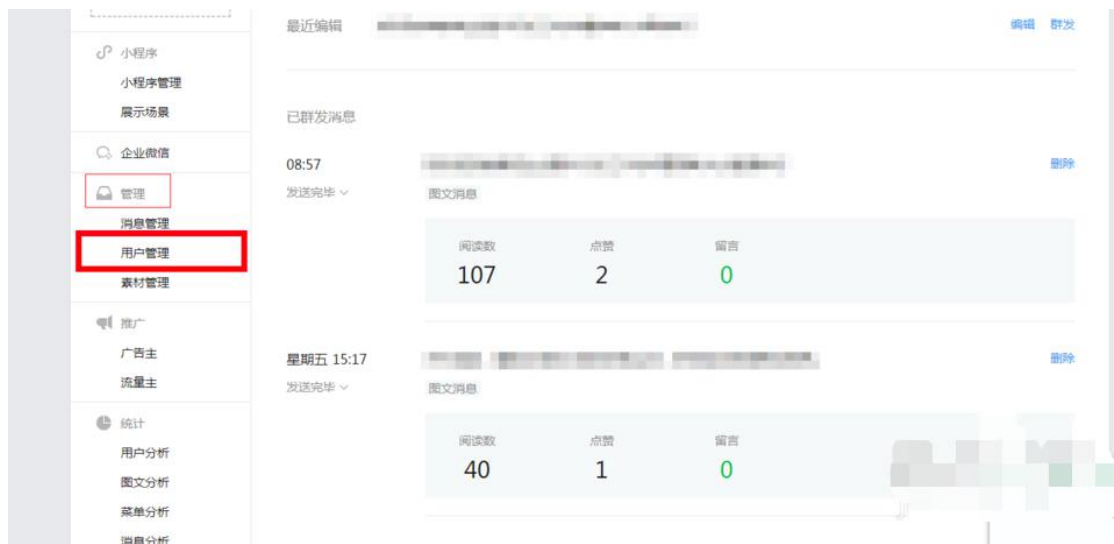 小程序
小程序管理
展示场景
企业微信
管理
消息管理
用户管理
素材管理
推广
广告主
流量主
统计
用户分析
图文分析
菜单分析
消息分析
最近编辑
编辑 群发
已群发消息
08:57
删除
发送完毕
图文消息
阅读数 点赞 留言
107 2 0
星期五 15:17
删除
发送完毕
图文消息
阅读数 点赞 留言
40 1 0